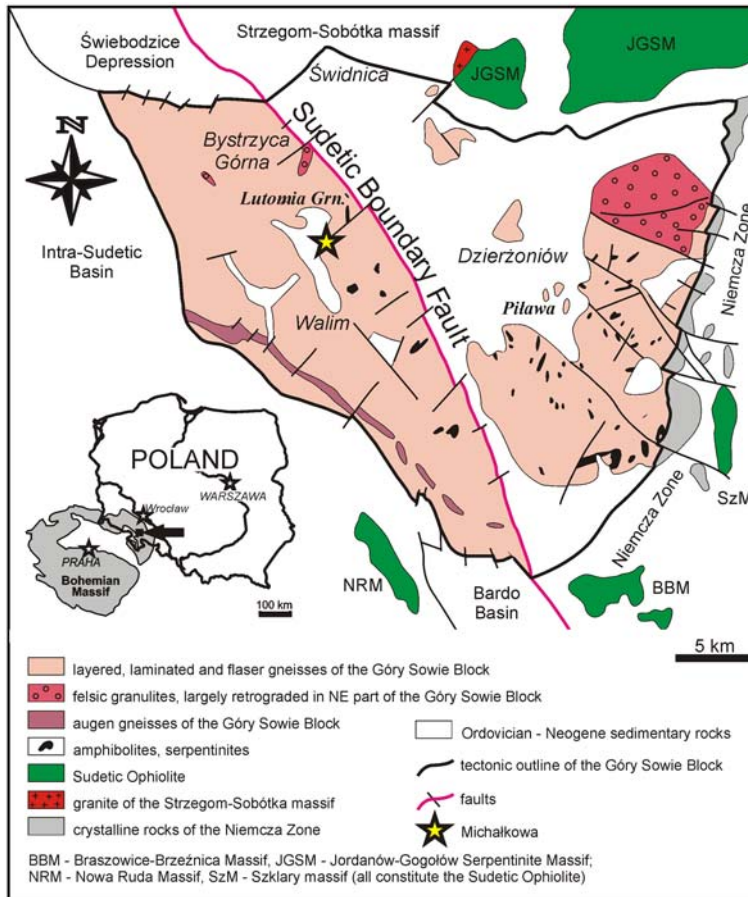 Świebodzice
Depression
Strzegom-Sobótka massif
JGSM
JGSM
Świdnica
N
Bystrzyca
Górna
Sudetic Boundary Fault
Lutomia Grn.
Intra-Sudetic
Basin
Dzierżoniów
Niemcza Zone
Piława
Walim
POLAND
WARSZAWA
Wrocław
PRAHA
Bohemian
Massif
100 km
SzM
Niemcza Zone
NRM
Bardo
Basin
BBM
5 km
layered, laminated and flaser gneisses of the Góry Sowie Block
felsic granulites, largely retrograded in NE part of the Góry Sowie Block
augen gneisses of the Góry Sowie Block
amphibolites, serpentinites
Sudetic Ophiolite
granite of the Strzegom-Sobótka massif
crystalline rocks of the Niemcza Zone
Ordovician - Neogene sedimentary rocks
tectonic outline of the Góry Sowie Block
faults
Michałkowa
BBM - Braszowice-Brzeźnica Massif, JGSM - Jordanów-Gogołów Serpentinite Massif;
NRM - Nowa Ruda Massif, SzM - Szklary massif (all constitute the Sudetic Ophiolite)